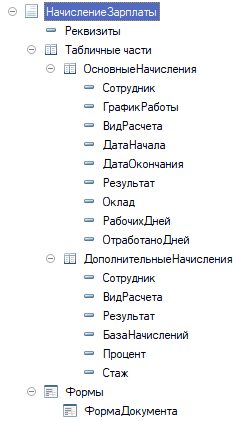 НачислениеЗарплаты
Реквизиты
Табличные части
ОсновныеНачисления
Сотрудник
ГрафикРаботы
ВидРасчета
ДатаНачала
ДатаОкончания
Результат
Оклад
РабочихДней
ОтработаноДней
ДополнительныеНачисления
Сотрудник
ВидРасчета
Результат
БазаНачислений
Процент
Стаж
Формы
ФормаДокумента